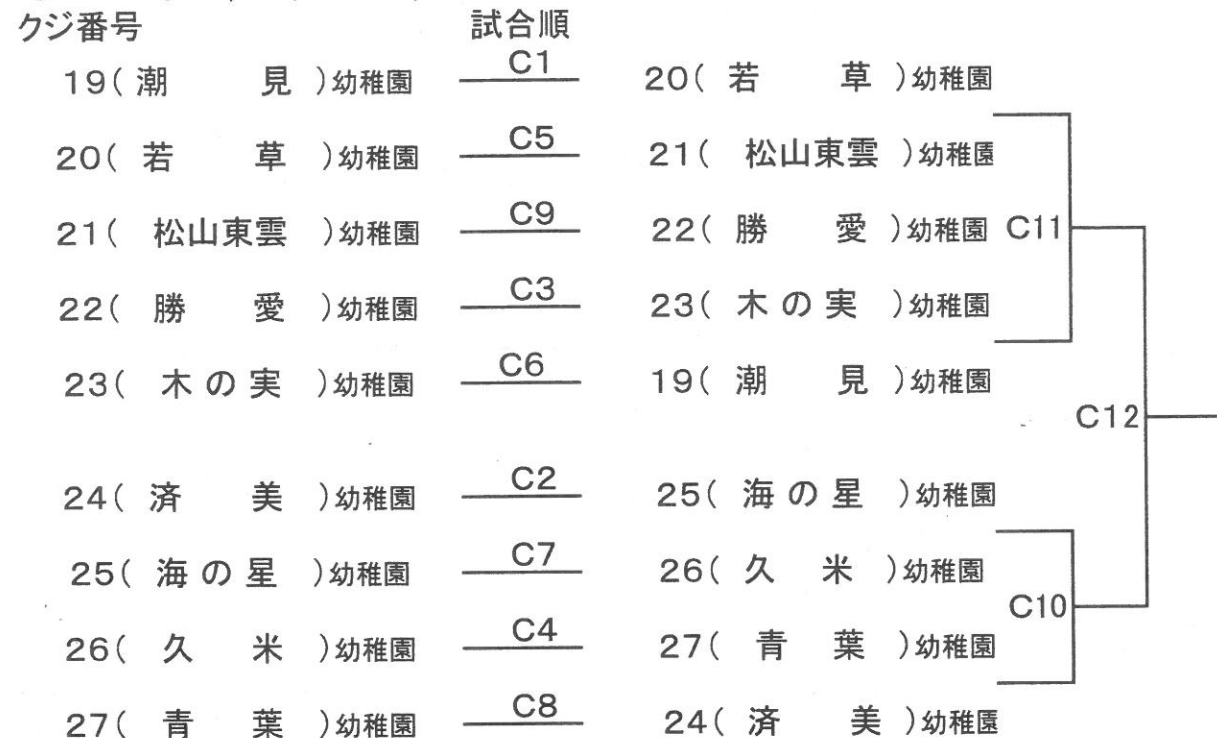 クジ番号 試合順
19( 潮 見 )幼稚園 C1 20( 若 草 )幼稚園
20( 若 草 )幼稚園 C5 21( 松山東雲 )幼稚園
21( 松山東雲 )幼稚園 C9 22( 勝 愛 )幼稚園 C11
22( 勝 愛 )幼稚園 C3 23( 木の実 )幼稚園
23( 木の実 )幼稚園 C6 19( 潮 見 )幼稚園
C12
24( 済 美 )幼稚園 C2 25( 海の星 )幼稚園
25( 海の星 )幼稚園 C7 26( 久 米 )幼稚園
C10
26( 久 米 )幼稚園 C4 27( 青 葉 )幼稚園
27( 青 葉 )幼稚園 C8 24( 済 美 )幼稚園